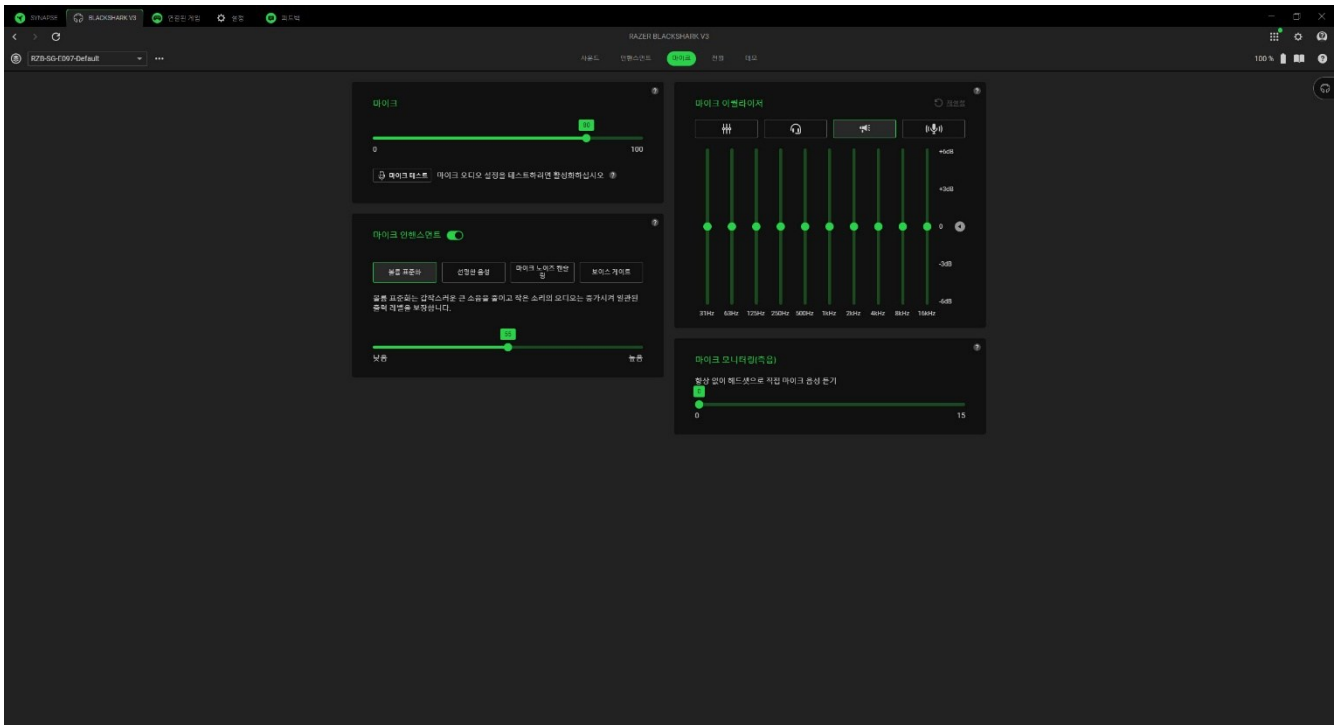 SYNAPSE
BLACKSHARK V3
연결된 게임
설정
피드백
RAZER BLACKSHARK V3
RZB-SG-E097-Default
사운드
인핸스먼트
마이크
전원
데모
100 %
마이크
0
100
마이크 테스트
마이크 오디오 설정을 테스트하려면 활성화하십시오
마이크 인핸스먼트
볼륨 표준화
선명한 음성
마이크 노이즈 캔슬
링
보이스 게이트
볼륨 표준화는 갑작스러운 큰 소음을 줄이고 작은 소리의 오디오는 증가시켜 일관된
출력 레벨을 보장합니다.
낮음
높음
마이크 이퀄라이저
+6dB
+3dB
0
-3dB
-6dB
31Hz 63Hz 125Hz 250Hz 500Hz 1kHz 2kHz 4kHz 8kHz 16kHz
마이크 모니터링(측음)
향상 없이 헤드셋으로 직접 마이크 음성 듣기
0
0
15